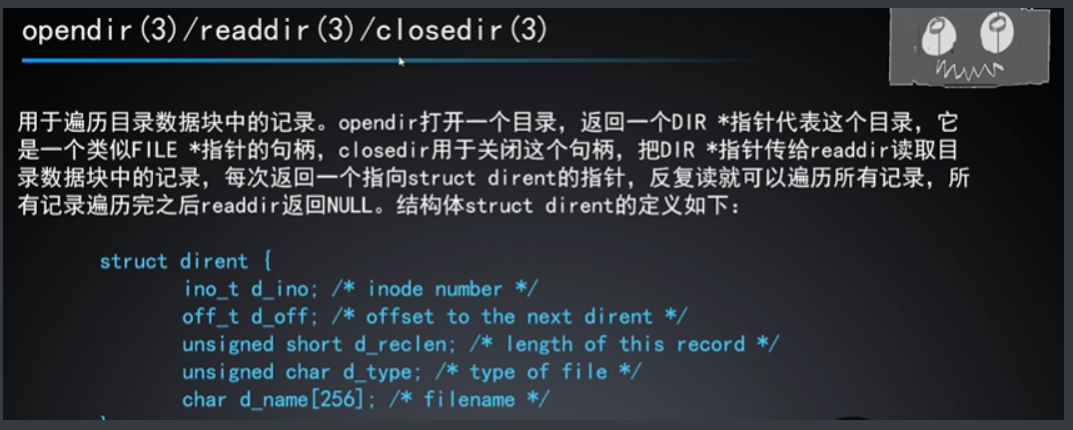 opendir(3)/readdir(3)/closedir(3)
用于遍历目录数据块中的记录。opendir打开一个目录，返回一个DIR *指针代表这个目录，它
是一个类似FILE *指针的句柄，closedir用于关闭这个句柄，把DIR *指针传给readdir读取目
录数据块中的记录，每次返回一个指向struct dirent的指针，反复读就可以遍历所有记录，所
有记录遍历完之后readdir返回NULL。结构体struct dirent的定义如下：
struct dirent {
ino_t d_ino; /* inode number */
off_t d_off; /* offset to the next dirent */
unsigned short d_reclen; /* length of this record */
unsigned char d_type; /* type of file */
char d_name[256]; /* filename */